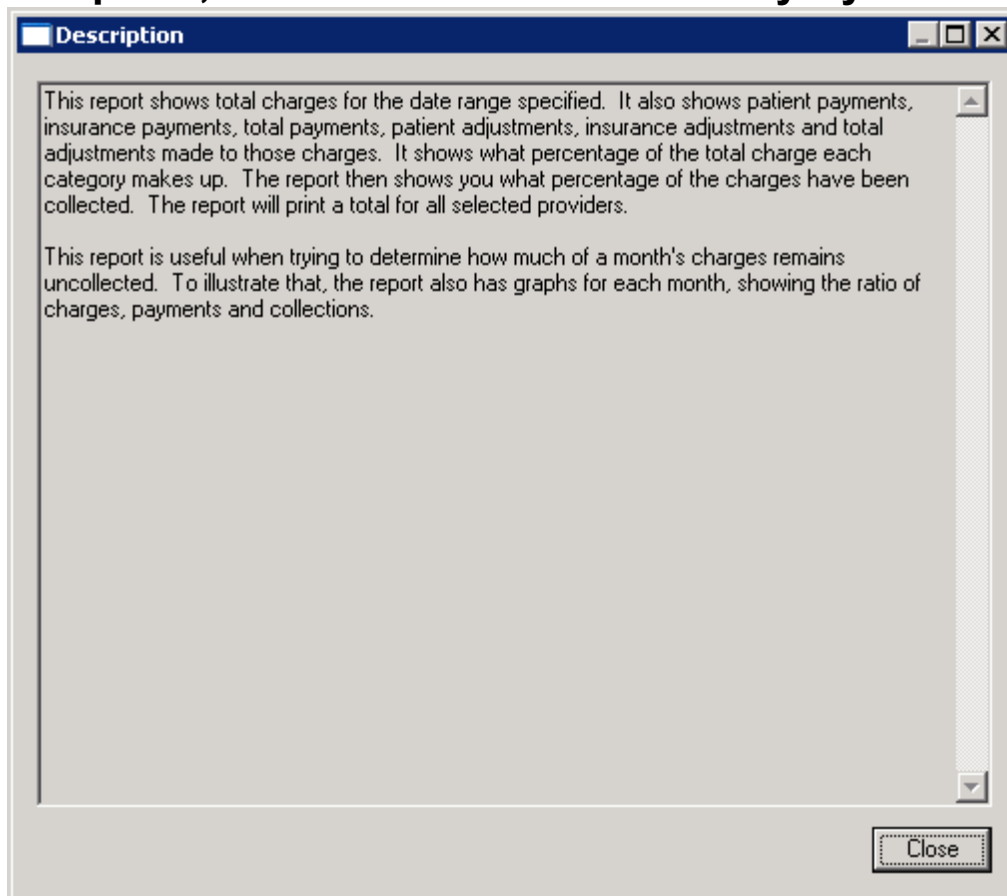 Description
This report shows total charges for the date range specified.  It also shows patient payments,
insurance payments, total payments, patient adjustments, insurance adjustments and total
adjustments made to those charges.  It shows what percentage of the total charge each
category makes up.  The report then shows you what percentage of the charges have been
collected.  The report will print a total for all selected providers.
This report is useful when trying to determine how much of a month's charges remains
uncollected.  To illustrate that, the report also has graphs for each month, showing the ratio of
charges, payments and collections.
Close